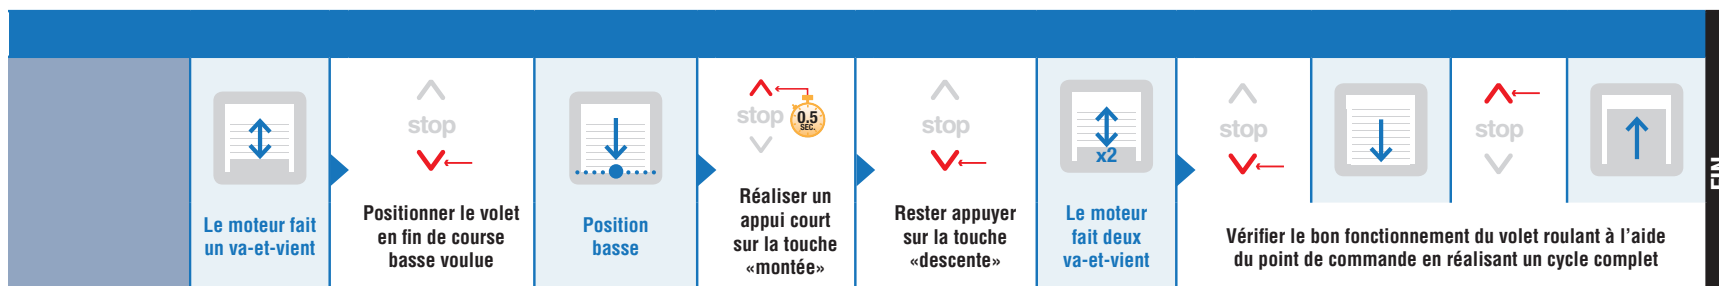 stop
stop
0.5
SEC.
stop
x2
stop
stop
FIN
Le moteur fait
un va-et-vient
Positionner le volet
en fin de course
basse voulue
Position
basse
Réaliser un
appui court
sur la touche
«montée»
Rester appuyer
sur la touche
«descente»
Le moteur
fait deux
va-et-vient
Vérifier le bon fonctionnement du volet roulant à l’aide
du point de commande en réalisant un cycle complet